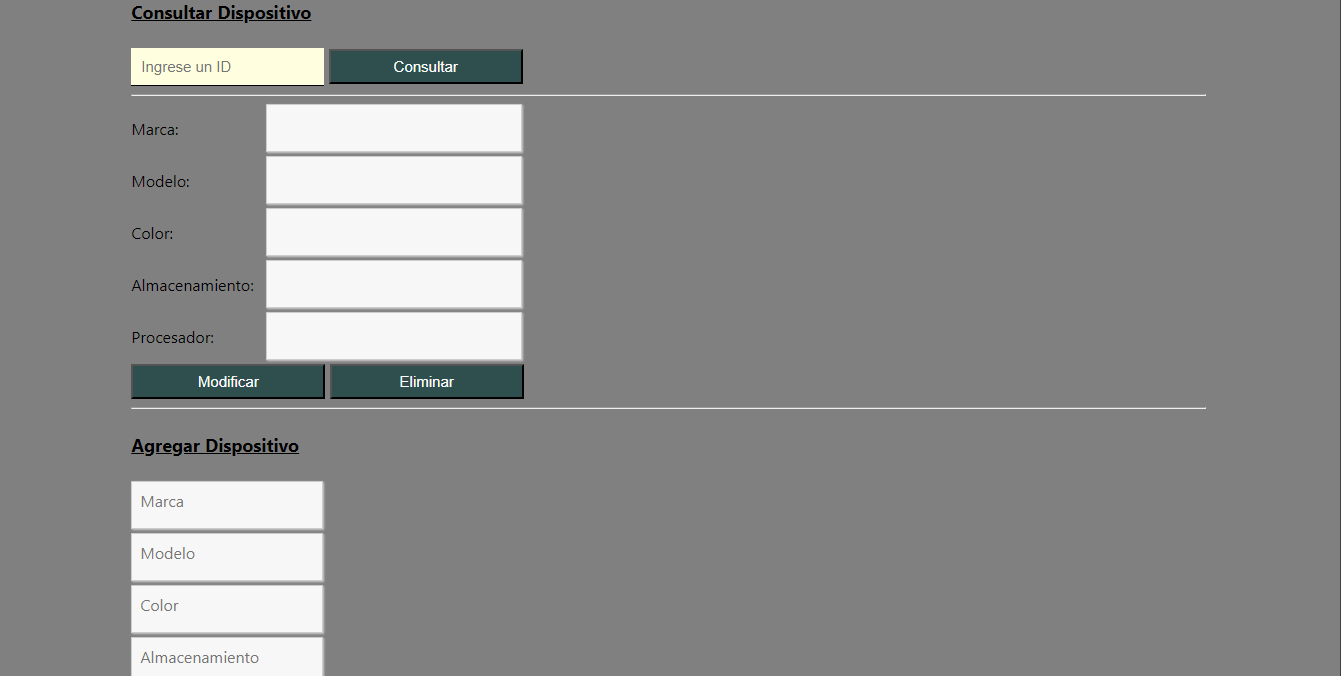 Consultar Dispositivo
Ingrese un ID Consultar
Marca:
Modelo:
Color:
Almacenamiento:
Procesador:
Modificar Eliminar
Agregar Dispositivo
Marca
Modelo
Color
Almacenamiento